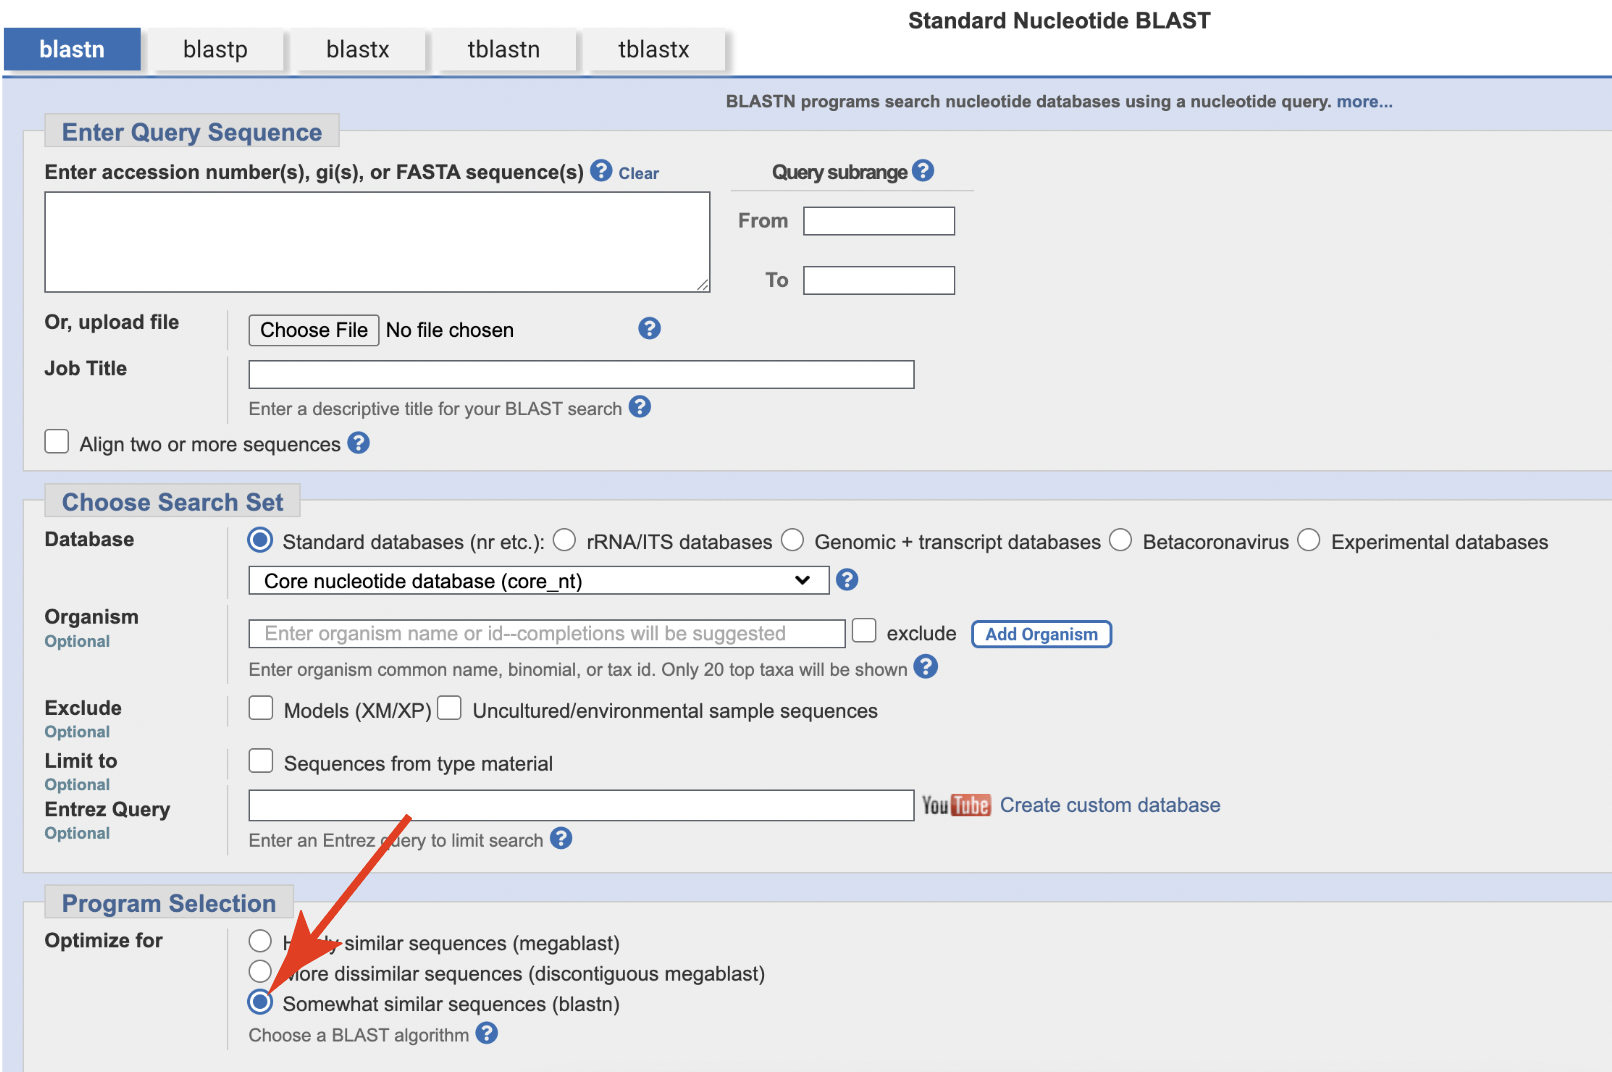 Standard Nucleotide BLAST
blastn blastp blastx tblastn tblastx
BLASTN programs search nucleotide databases using a nucleotide query. more...
Enter Query Sequence
Enter accession number(s), gi(s), or FASTA sequence(s) ? Clear
Query subrange ?
From
To
Or, upload file Choose File No file chosen ?
Job Title
Enter a descriptive title for your BLAST search ?
Align two or more sequences ?
Choose Search Set
Database Standard databases (nr etc.): rRNA/ITS databases Genomic + transcript databases Betacoronavirus Experimental databases
Core nucleotide database (core_nt) ?
Organism
Optional
Enter organism name or id--completions will be suggested exclude Add Organism
Enter organism common name, binomial, or tax id. Only 20 top taxa will be shown ?
Exclude
Optional
Models (XM/XP) Uncultured/environmental sample sequences
Limit to
Optional
Sequences from type material
Entrez Query
Optional
YouTube Create custom database
Enter an Entrez query to limit search ?
Program Selection
Optimize for
similar sequences (megablast)
More dissimilar sequences (discontiguous megablast)
Somewhat similar sequences (blastn)
Choose a BLAST algorithm ?